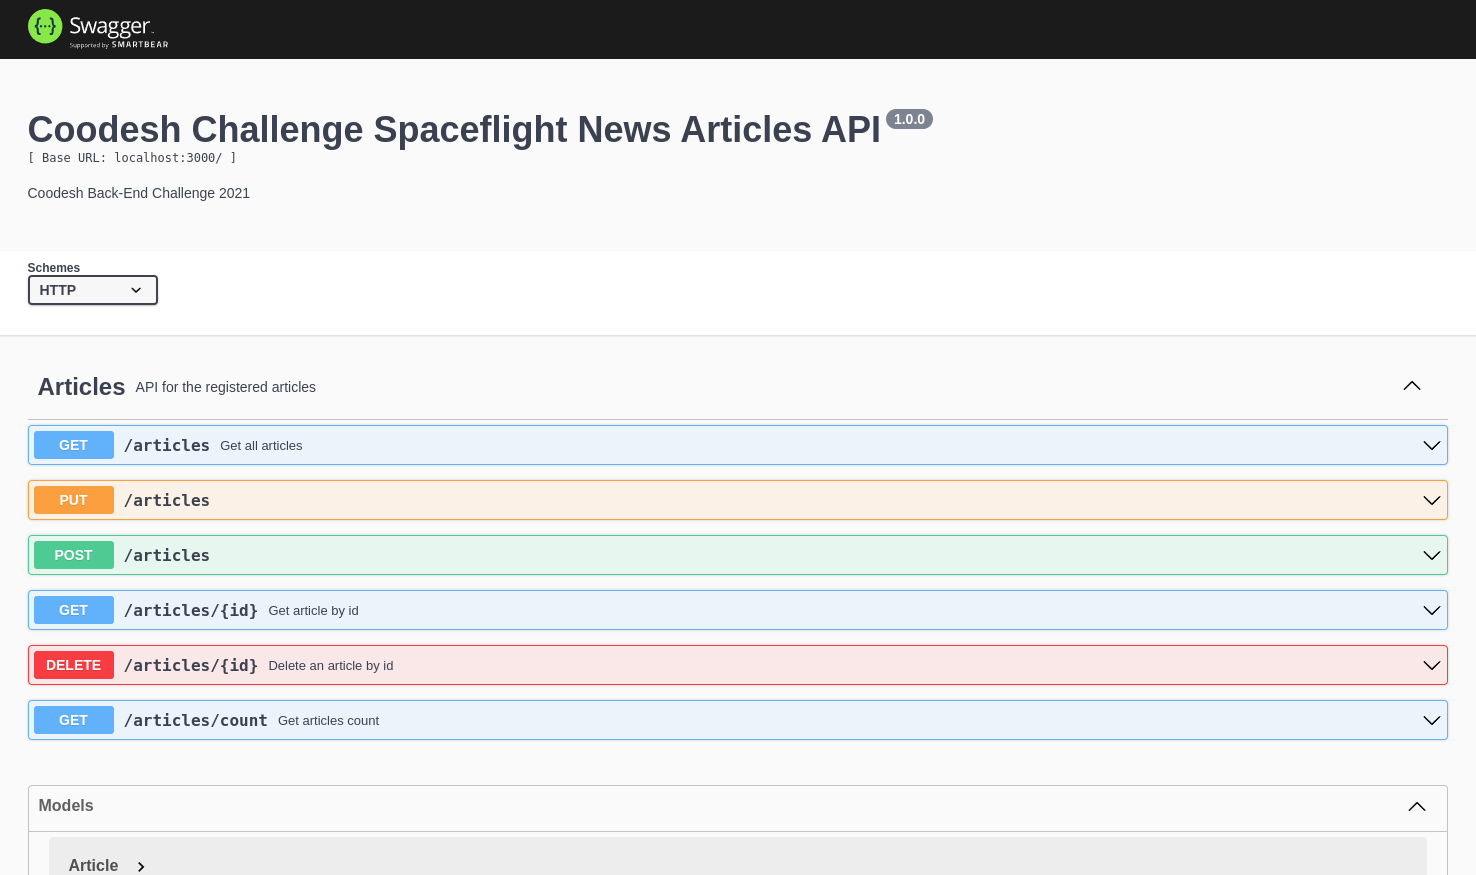 Swagger
Supported by SMARTBEAR
Coodesh Challenge Spaceflight News Articles API 1.0.0
[ Base URL: localhost:3000/ ]
Coodesh Back-End Challenge 2021
Schemes
HTTP
Articles API for the registered articles
GET /articles Get all articles
PUT /articles
POST /articles
GET /articles/{id} Get article by id
DELETE /articles/{id} Delete an article by id
GET /articles/count Get articles count
Models
Article